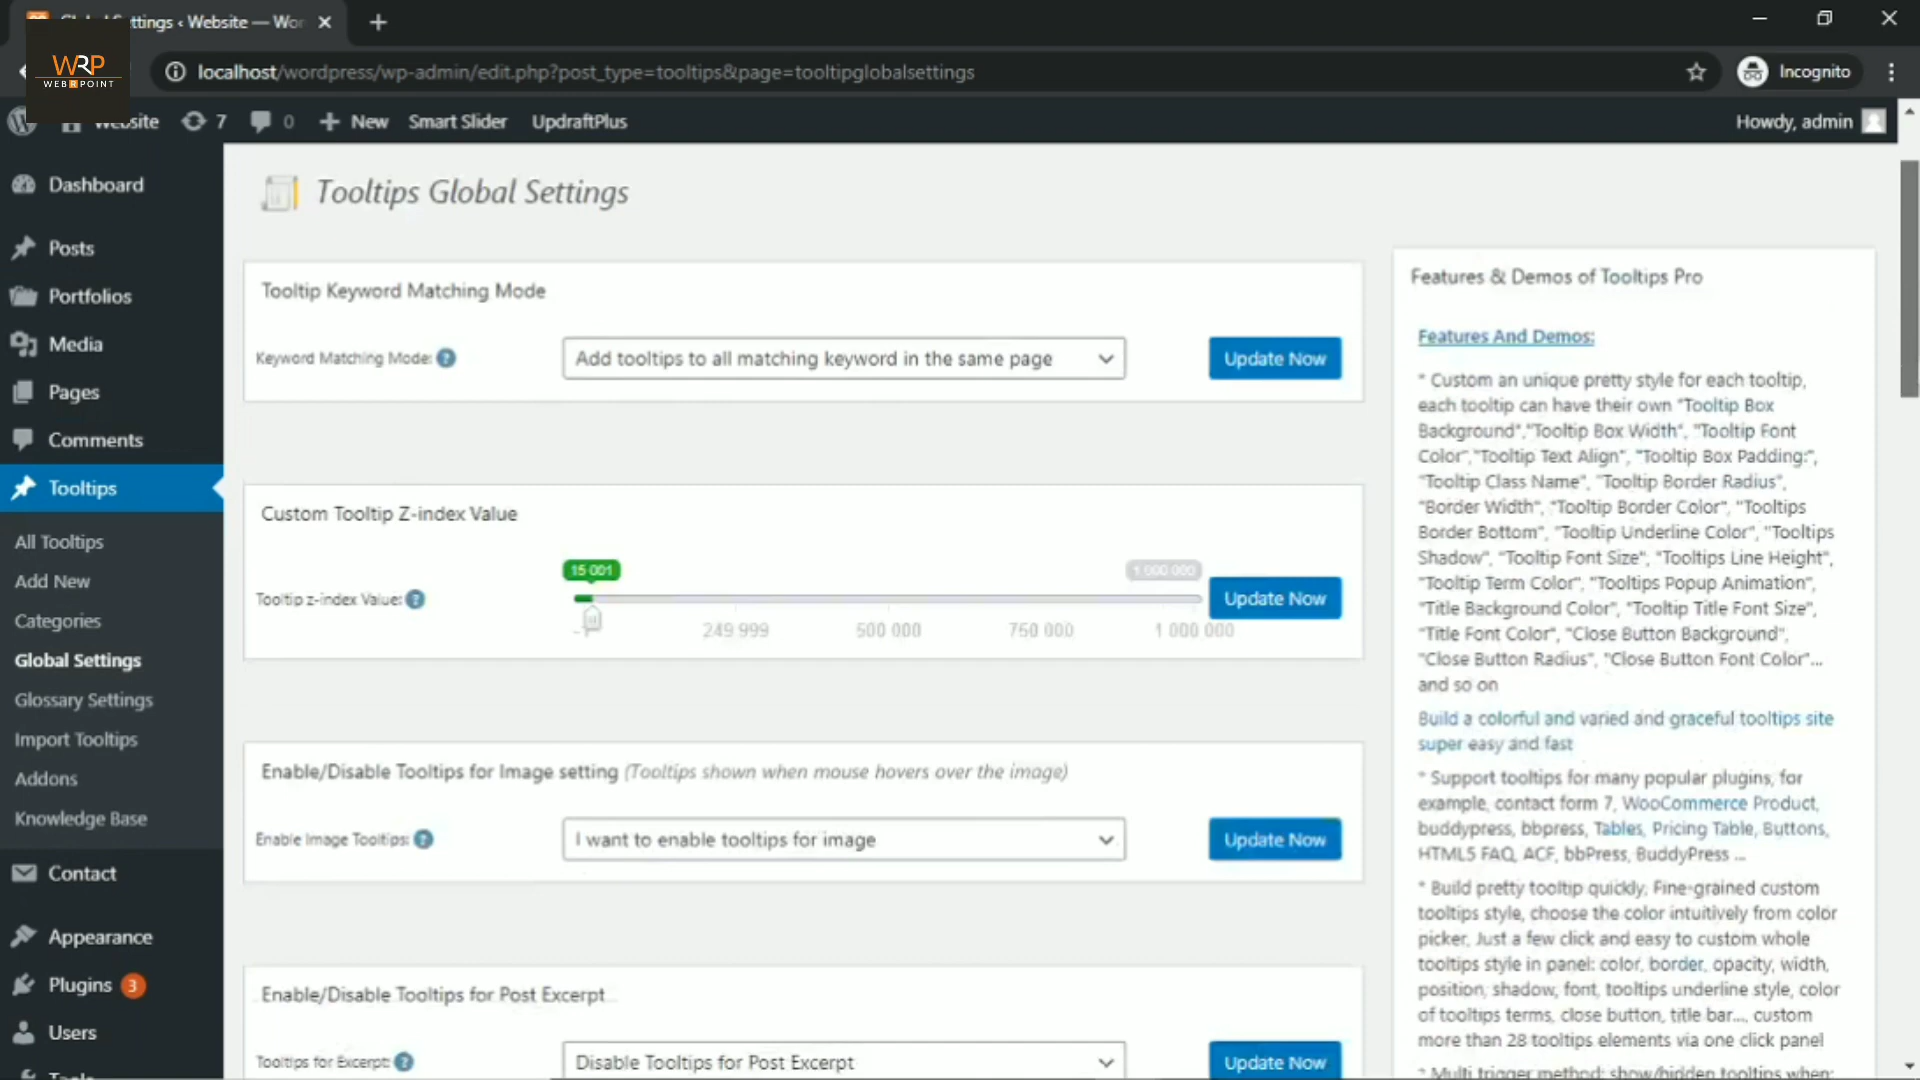 Global Settings ‹ Website — Wor
WRP
WEBRPOINT
localhost/wordpress/wp-admin/edit.php?post_type=tooltips&page=tooltipglobalsettings
Incognito
Website
7
0
New
Smart Slider
UpdraftPlus
Howdy, admin
Dashboard
Posts
Portfolios
Media
Pages
Comments
Tooltips
All Tooltips
Add New
Categories
Global Settings
Glossary Settings
Import Tooltips
Addons
Knowledge Base
Contact
Appearance
Plugins 3
Users
Tools
Tooltips Global Settings
Tooltip Keyword Matching Mode
Keyword Matching Mode: ?
Add tooltips to all matching keyword in the same page
Update Now
Custom Tooltip Z-index Value
15 001
1 000 000
Tooltip z-index Value: ?
Update Now
249 999
500 000
750 000
1 000 000
Enable/Disable Tooltips for Image setting (Tooltips shown when mouse hovers over the image)
Enable Image Tooltips: ?
I want to enable tooltips for image
Update Now
Enable/Disable Tooltips for Post Excerpt
Tooltips for Excerpt: ?
Disable Tooltips for Post Excerpt
Update Now
Features & Demos of Tooltips Pro
Features And Demos:
* Custom an unique pretty style for each tooltip,
each tooltip can have their own "Tooltip Box
Background","Tooltip Box Width", "Tooltip Font
Color","Tooltip Text Align", "Tooltip Box Padding:",
"Tooltip Class Name", "Tooltip Border Radius",
"Border Width", "Tooltip Border Color", "Tooltips
Border Bottom", "Tooltip Underline Color", "Tooltips
Shadow", "Tooltip Font Size", "Tooltips Line Height",
"Tooltip Term Color", "Tooltips Popup Animation",
"Title Background Color", "Tooltip Title Font Size",
"Title Font Color", "Close Button Background",
"Close Button Radius", "Close Button Font Color"...
and so on
Build a colorful and varied and graceful tooltips site
super easy and fast
* Support tooltips for many popular plugins, for
example, contact form 7, WooCommerce Product,
buddypress, bbpress, Tables, Pricing Table, Buttons,
HTML5 FAQ, ACF, bbPress, BuddyPress ...
* Build pretty tooltip quickly, Fine-grained custom
tooltips style, choose the color intuitively from color
picker, Just a few click and easy to custom whole
tooltips style in panel: color, border, opacity, width,
position, shadow, font, tooltips underline style, color
of tooltips terms, close button, title bar..., custom
more than 28 tooltips elements via one click panel
* Multi trigger method: show/hidden tooltips when: